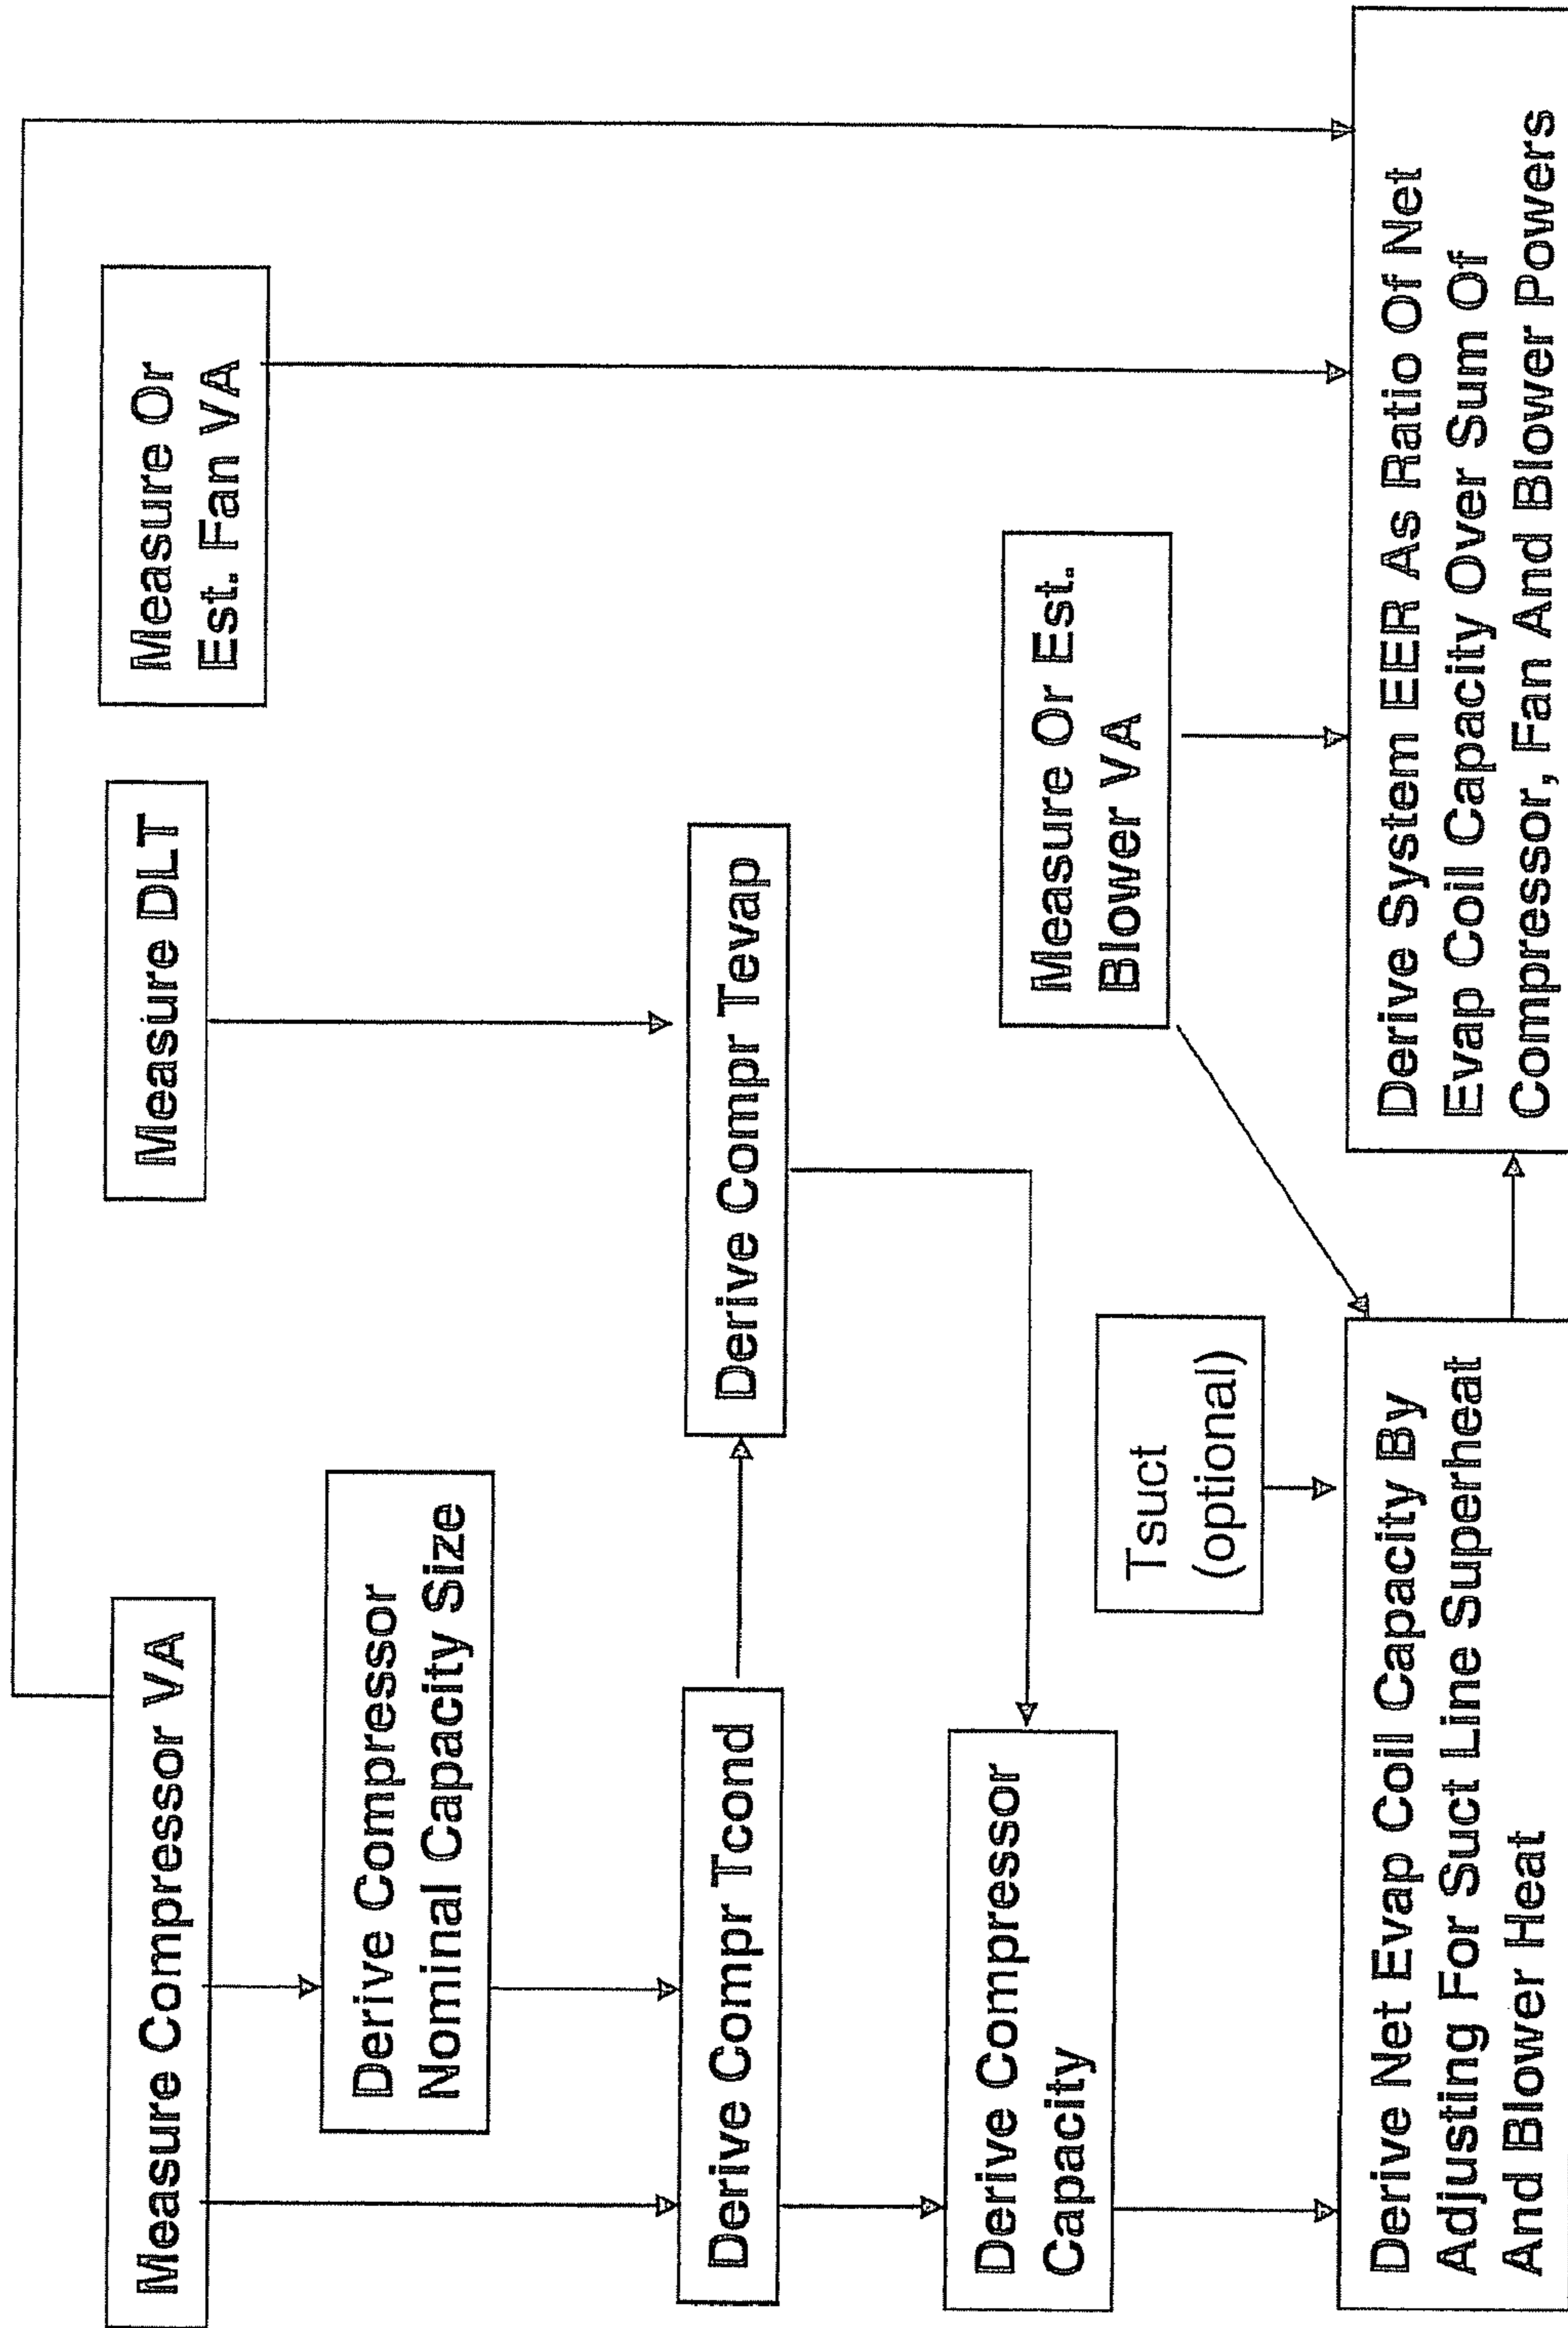 Measure Compressor VA
Measure DLT
Measure Or
Est. Fan VA
Derive Compressor
Nominal Capacity Size
Derive Compr Tcond
Derive Compr Tevap
Derive Compressor
Capacity
Tsuct
(optional)
Measure Or Est.
Blower VA
Derive Net Evap Coil Capacity By
Adjusting For Suct Line Superheat
And Blower Heat
Derive System EER As Ratio Of Net
Evap Coil Capacity Over Sum Of
Compressor, Fan And Blower Powers